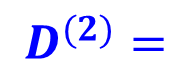 D⁽²⁾ =